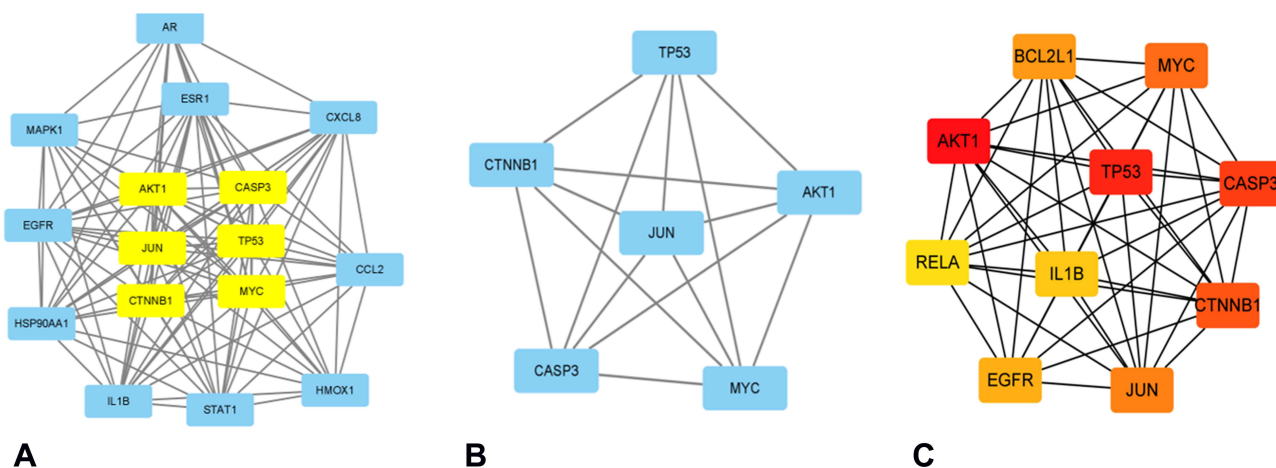 AR
ESR1
CXCL8
MAPK1
AKT1
CASP3
EGFR
JUN
TP53
CCL2
CTNNB1
MYC
HSP90AA1
IL1B
STAT1
HMOX1
A
TP53
CTNNB1
AKT1
JUN
CASP3
MYC
B
BCL2L1
MYC
AKT1
TP53
CASP3
RELA
IL1B
CTNNB1
EGFR
JUN
C